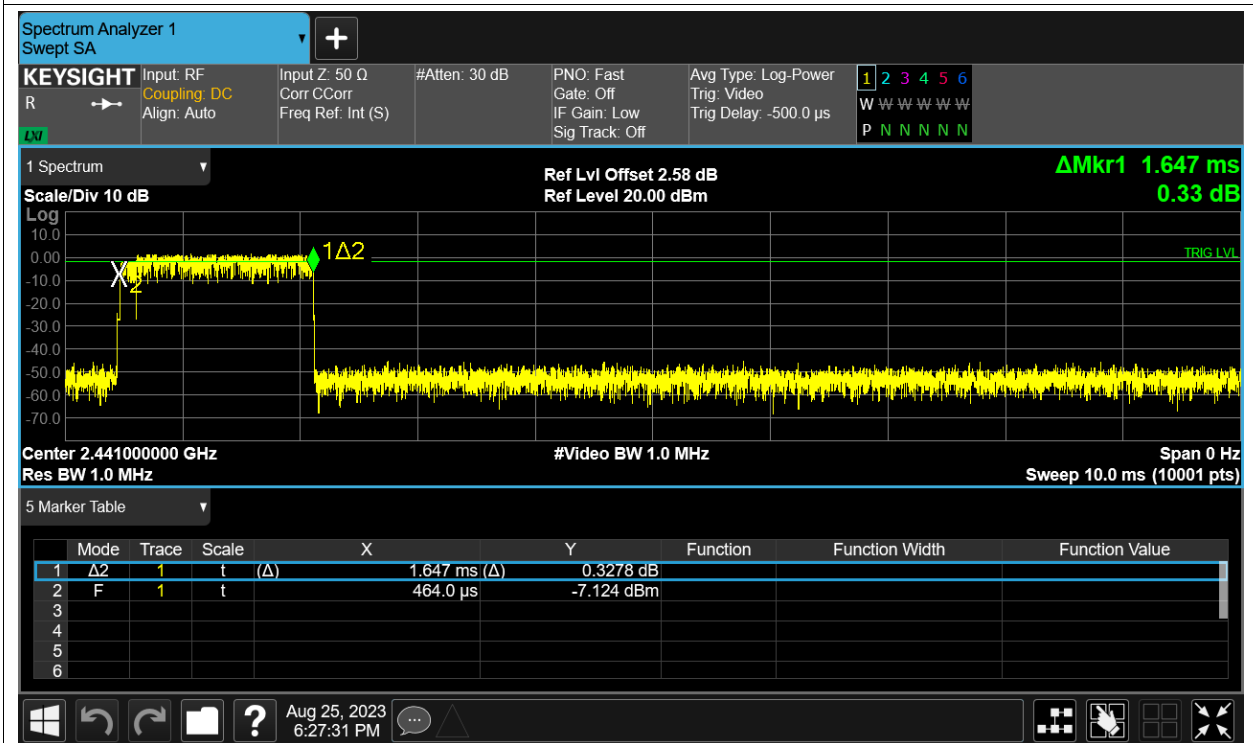 Spectrum Analyzer 1
Swept SA
KEYSIGHT
R
LXI
Input: RF
Coupling: DC
Align: Auto
Input Z: 50 Ω
Corr CCorr
Freq Ref: Int (S)
#Atten: 30 dB
PNO: Fast
Gate: Off
IF Gain: Low
Sig Track: Off
Avg Type: Log-Power
Trig: Video
Trig Delay: -500.0 µs
1 2 3 4 5 6
W W W W W W
P N N N N N
1 Spectrum
Scale/Div 10 dB
Ref Lvl Offset 2.58 dB
Ref Level 20.00 dBm
ΔMkr1 1.647 ms
0.33 dB
Log
10.0
0.00
-10.0
-20.0
-30.0
-40.0
-50.0
-60.0
-70.0
1Δ2
2
TRIG LVL
Center 2.441000000 GHz
Res BW 1.0 MHz
#Video BW 1.0 MHz
Span 0 Hz
Sweep 10.0 ms (10001 pts)
5 Marker Table
Mode Trace Scale X Y Function Function Width Function Value
1 Δ2 1 t (Δ) 1.647 ms (Δ) 0.3278 dB
2 F 1 t 464.0 µs -7.124 dBm
3
4
5
6
?
Aug 25, 2023
6:27:31 PM